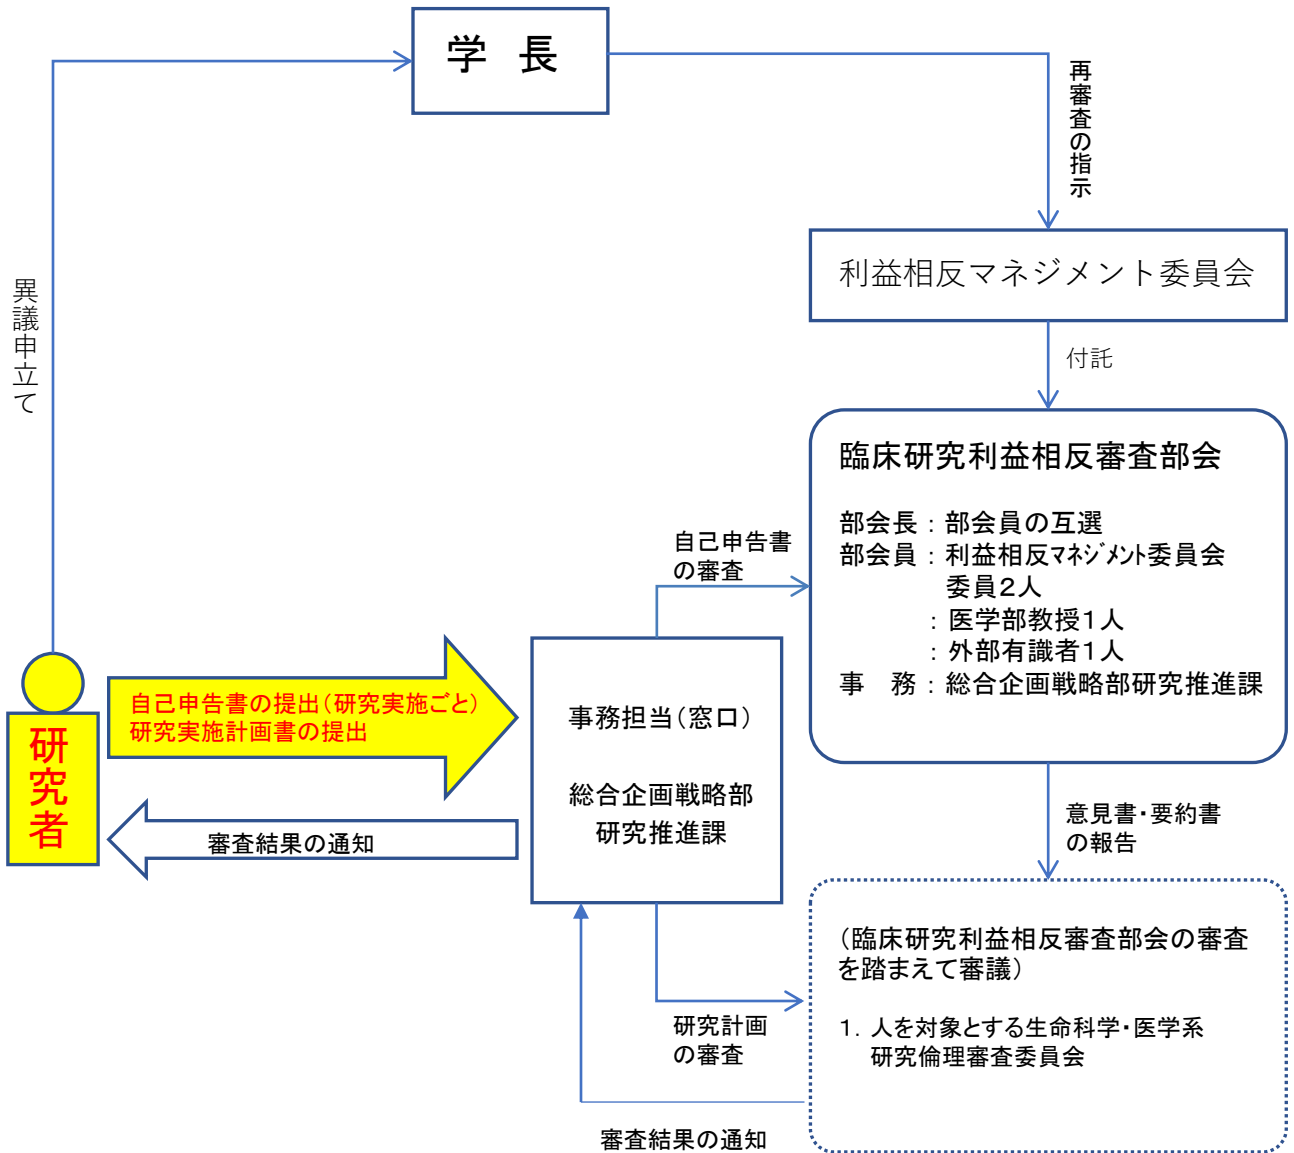 学　長
再審査の指示
利益相反マネジメント委員会
異議申立て
付託
臨床研究利益相反審査部会
部会長：部会員の互選
部会員：利益相反ﾏﾈｼﾞﾒﾝﾄ委員会
委員２人
：医学部教授１人
：外部有識者１人
事　務：総合企画戦略部研究推進課
自己申告書
の審査
自己申告書の提出（研究実施ごと）
研究実施計画書の提出
事務担当（窓口）
総合企画戦略部
研究推進課
研究者
審査結果の通知
意見書・要約書
の報告
（臨床研究利益相反審査部会の審査
を踏まえて審議）
１．人を対象とする生命科学・医学系
研究倫理審査委員会
研究計画
の審査
審査結果の通知